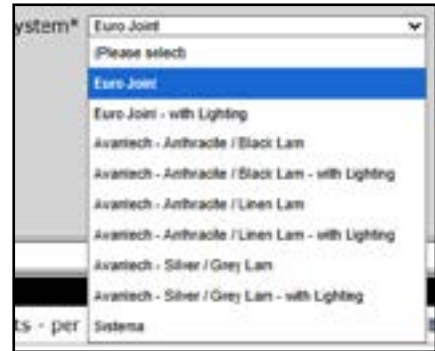 ystem* Euro Joint
(Please select)
Euro Joint
Euro Joint - with Lighting
Avantech - Anthracite / Black Lam
Avantech - Anthracite / Black Lam - with Lighting
Avantech - Anthracite / Linen Lam
Avantech - Anthracite / Linen Lam - with Lighting
Avantech - Silver / Grey Lam
Avantech - Silver / Grey Lam - with Lighting
ts - per Sistema